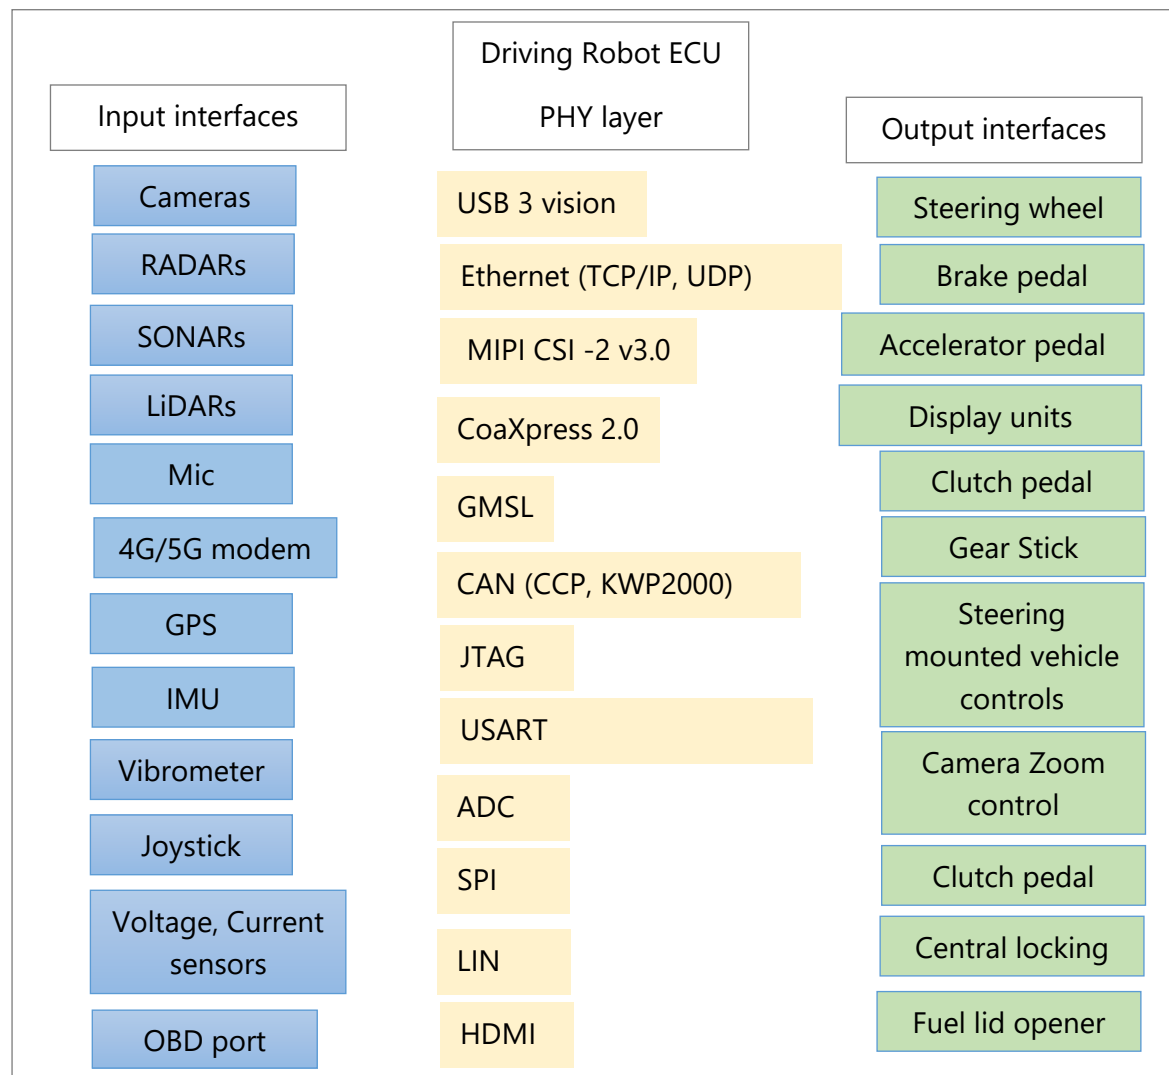 Input interfaces
Cameras
RADARs
SONARs
LiDARs
Mic
4G/5G modem
GPS
IMU
Vibrometer
Joystick
Voltage, Current
sensors
OBD port
Driving Robot ECU
PHY layer
USB 3 vision
Ethernet (TCP/IP, UDP)
MIPI CSI -2 v3.0
CoaXpress 2.0
GMSL
CAN (CCP, KWP2000)
JTAG
USART
ADC
SPI
LIN
HDMI
Output interfaces
Steering wheel
Brake pedal
Accelerator pedal
Display units
Clutch pedal
Gear Stick
Steering
mounted vehicle
controls
Camera Zoom
control
Clutch pedal
Central locking
Fuel lid opener